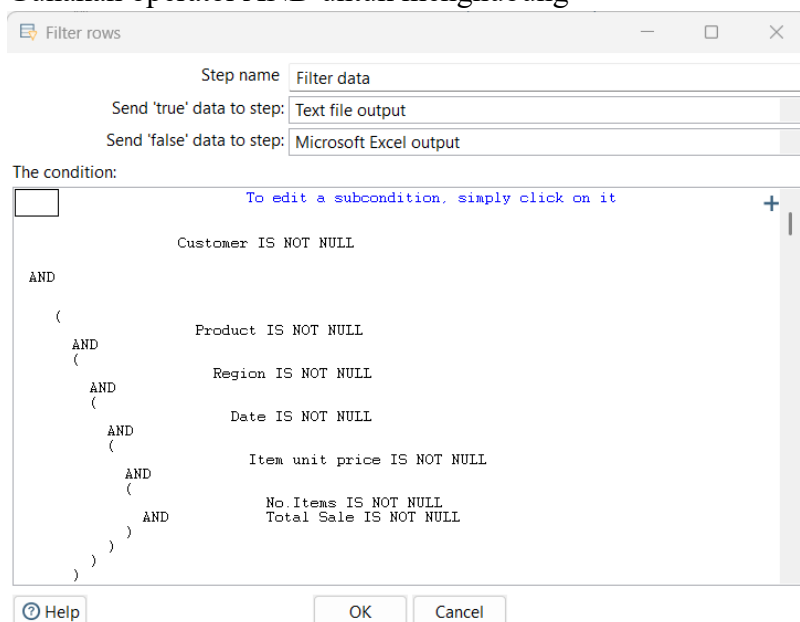 Filter rows
Step name Filter data
Send 'true' data to step: Text file output
Send 'false' data to step: Microsoft Excel output
The condition:
To edit a subcondition, simply click on it
Customer IS NOT NULL
AND
(
Product IS NOT NULL
AND
(
Region IS NOT NULL
AND
(
Date IS NOT NULL
AND
(
Item unit price IS NOT NULL
AND
(
No.Items IS NOT NULL
AND Total Sale IS NOT NULL
)
)
)
)
Help OK Cancel